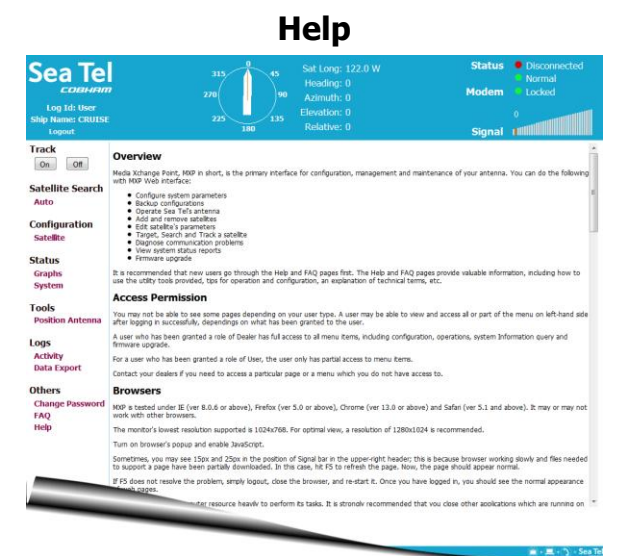 Help
Sea Tel
COBHAM
Log Id: User
Ship Name: CRUISE
Logout
0
45
90
135
180
225
270
315
Sat Long: 122.0 W
Heading: 0
Azimuth: 0
Elevation: 0
Relative: 0
Status Disconnected
Normal
Modem Locked
0
Signal
Track
On Off
Satellite Search
Auto
Configuration
Satellite
Status
Graphs
System
Tools
Position Antenna
Logs
Activity
Data Export
Others
Change Password
FAQ
Help
Overview
Media Xchange Point, MXP in short, is the primary interface for configuration, management and maintenance of your antenna. You can do the following
with MXP Web interface:
Configure system parameters
Backup configurations
Operate Sea Tel's antenna
Add and remove satellites
Edit satellite's parameters
Target, Search and Track a satellite
Diagnose communication problems
View system status reports
Firmware upgrade
It is recommended that new users go through the Help and FAQ pages first. The Help and FAQ pages provide valuable information, including how to
use the utility tools provided, tips for operation and configuration, an explanation of technical terms, etc.
Access Permission
You may not be able to see some pages depending on your user type. A user may be able to view and access all or part of the menu on left-hand side
after logging in successfully, dependings on what has been granted to the user.
A user who has been granted a role of Dealer has full access to all menu items, including configuration, operations, system Information query and
firmware upgrade.
For a user who has been granted a role of User, the user only has partial access to menu items.
Contact your dealers if you need to access a particular page or a menu which you do not have access to.
Browsers
MXP is tested under IE (ver 8.0.6 or above), Firefox (ver 5.0 or above), Chrome (ver 13.0 or above) and Safari (ver 5.1 and above). It may or may not
work with other browsers.
The monitor's lowest resolution supported is 1024x768. For optimal view, a resolution of 1280x1024 is recommended.
Turn on browser's popup and enable JavaScript.
Sometimes, you may see 15px and 25px in the position of Signal bar in the upper-right header; this is because browser working slowly and files needed
to support a page have been partially downloaded. In this case, hit F5 to refresh the page. Now, the page should appear normal.
If F5 does not resolve the problem, simply logout, close the browser, and re-start it. Once you have logged in, you should see the normal appearance
pages.
resource heavily to perform its tasks. It is strongly recommended that you close other applications which are running on
- Sea Tel